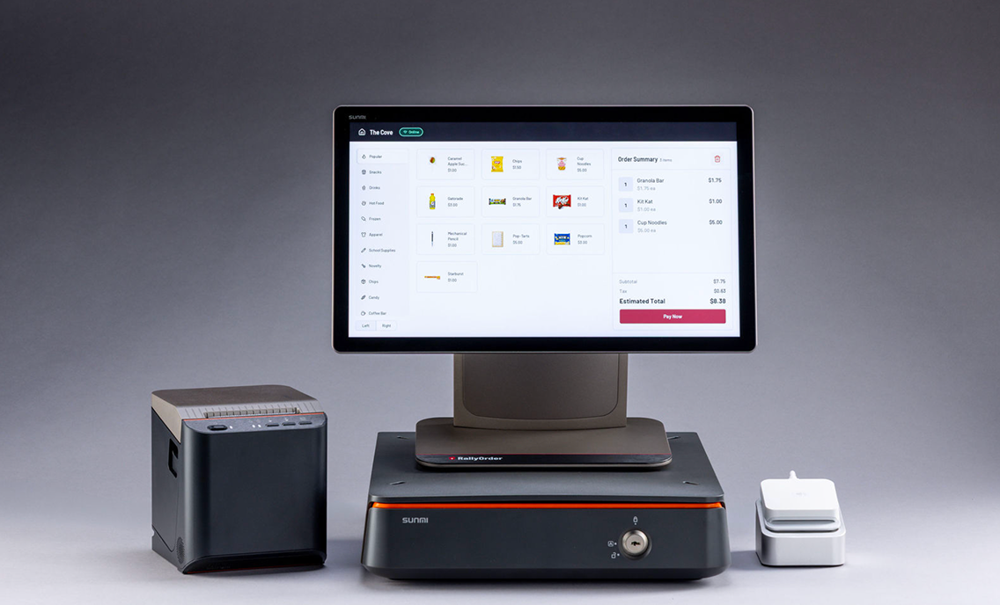 SUNMI
The Cove
Online
Popular
Snacks
Drinks
Hot Food
Frozen
Apparel
School Supplies
Novelty
Chips
Candy
Coffee Bar
Left Right
Caramel
Apple Suc...
$1.00
Chips
$1.00
Cup
Noodles
$5.00
Gatorade
$3.00
Granola Bar
$1.75
Kit Kat
$1.00
Mechanical
Pencil
$1.00
Pop-Tarts
$5.00
Popcorn
$3.00
Starburst
$1.00
Order Summary 3 items
1 Granola Bar $1.75
$1.75 ea
1 Kit Kat $1.00
$1.00 ea
1 Cup Noodles $5.00
$5.00 ea
Subtotal $7.75
Tax $0.63
Estimated Total $8.38
Pay Now
RallyOrder
SUNMI